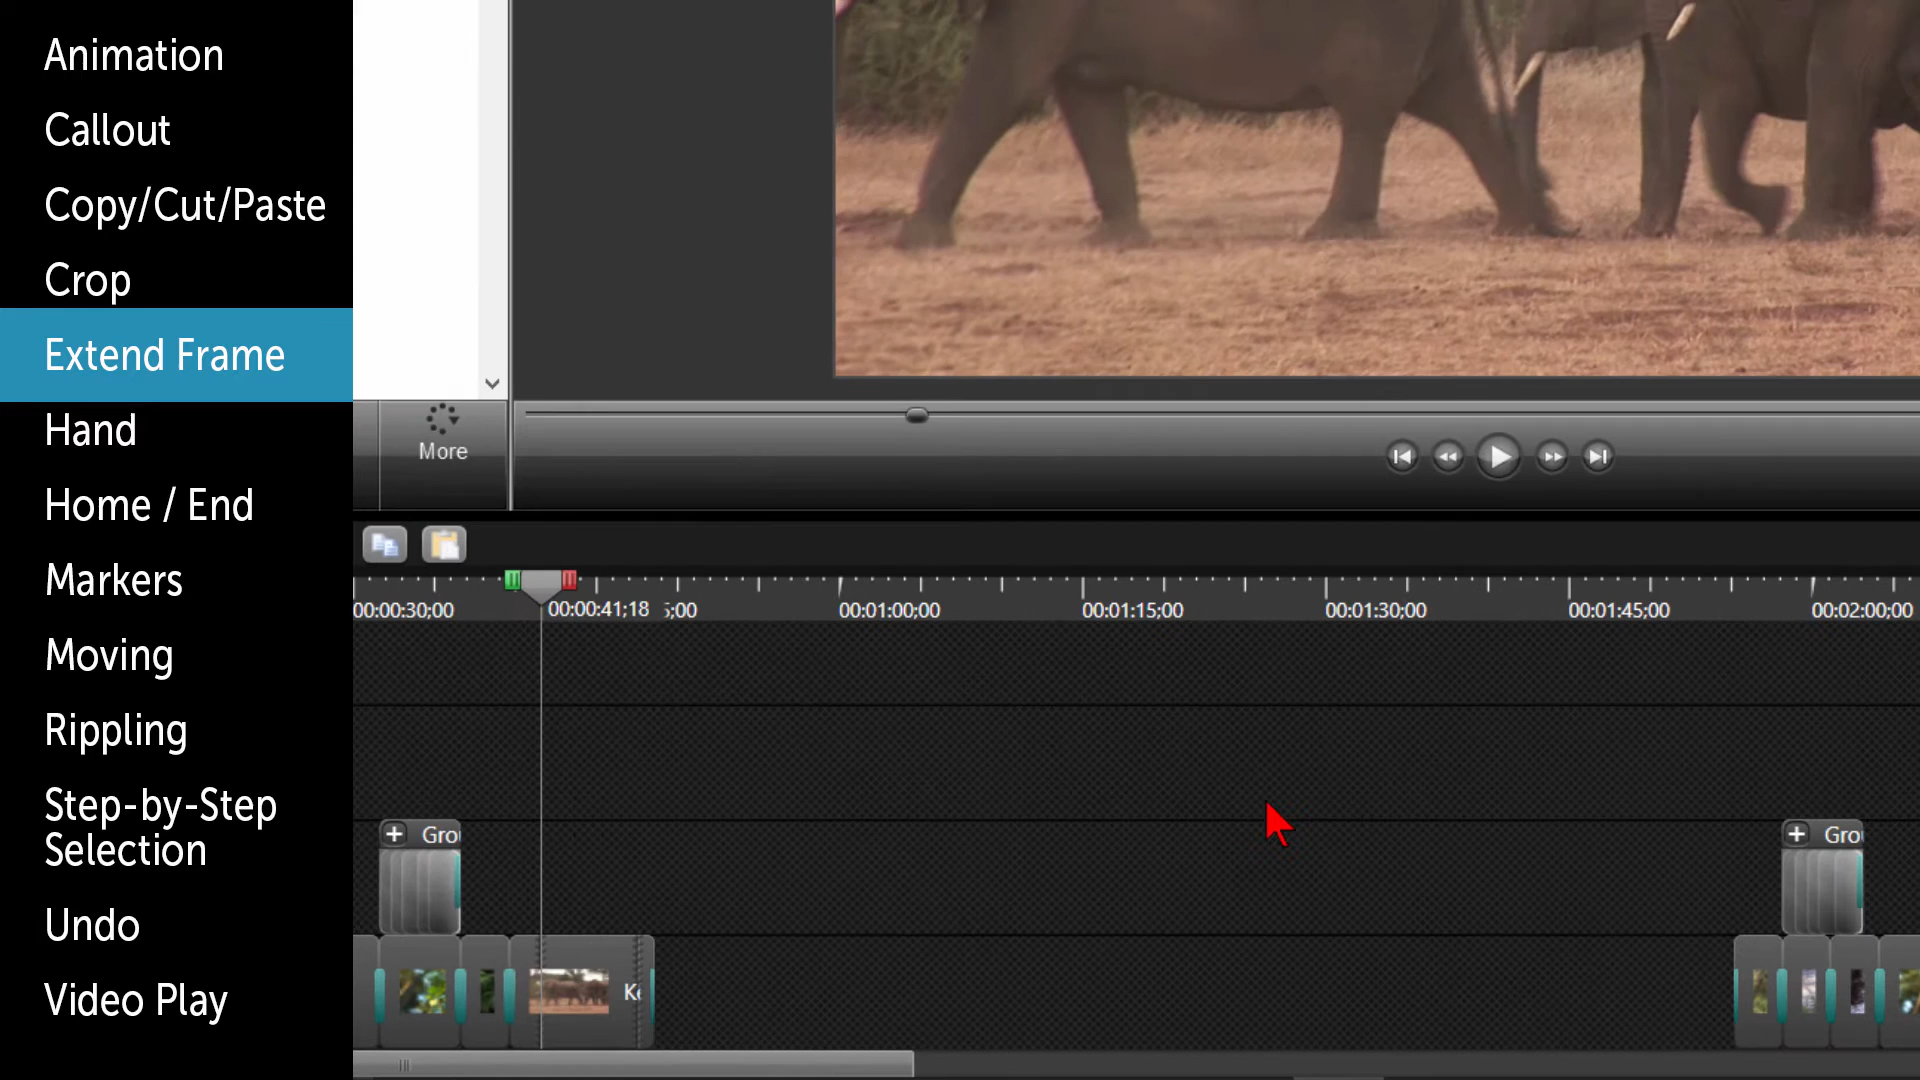 Animation
Callout
Copy/Cut/Paste
Crop
Extend Frame
Hand
Home / End
Markers
Moving
Rippling
Step-by-Step
Selection
Undo
Video Play
More
00:00:30;00 00:00:41;18 5;00 00:01:00;00 00:01:15;00 00:01:30;00 00:01:45;00 00:02:00;00
+ Gro
+ Gro